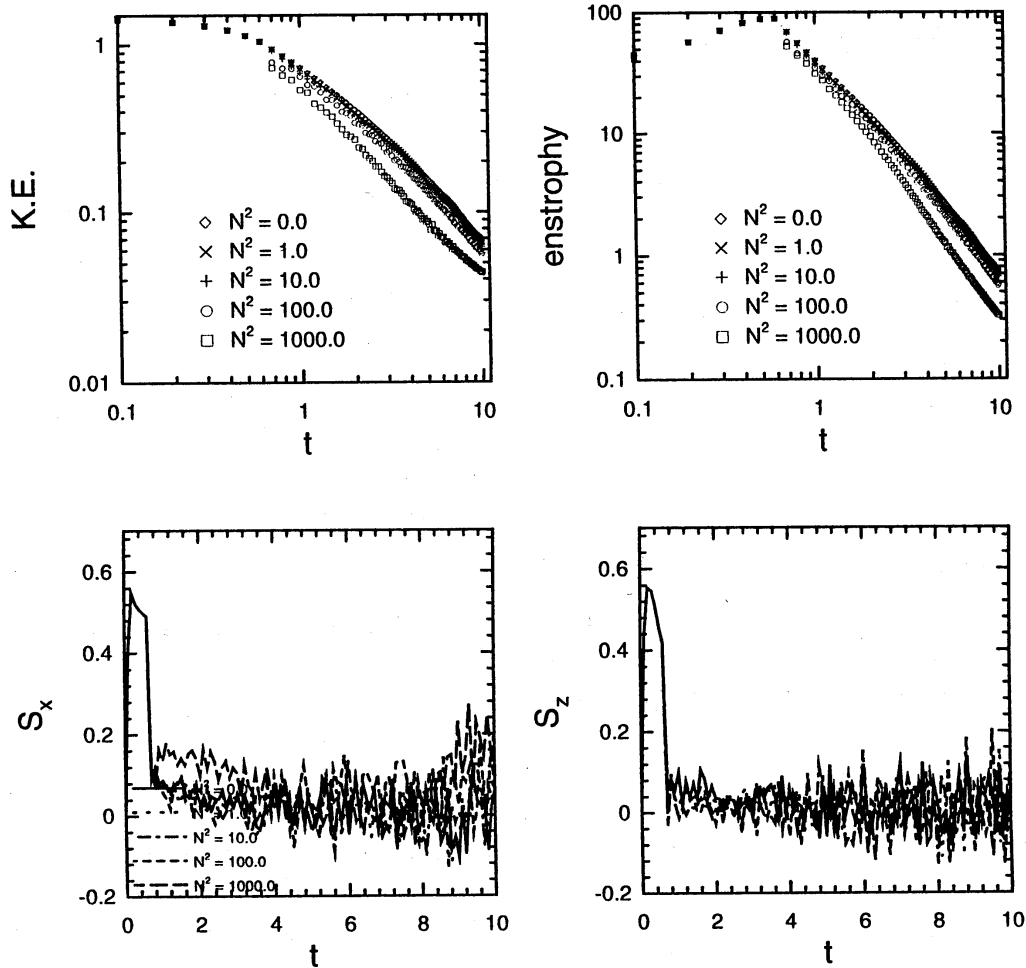 K.E.
1
0.1
0.01
◇ N² = 0.0
× N² = 1.0
+ N² = 10.0
○ N² = 100.0
□ N² = 1000.0
0.1 1 10
t
enstrophy
100
10
1
0.1
◇ N² = 0.0
× N² = 1.0
+ N² = 10.0
○ N² = 100.0
□ N² = 1000.0
0.1 1 10
t
Sₓ
0.6
0.4
0.2
0
-0.2
N² = 10.0
N² = 100.0
N² = 1000.0
0 2 4 6 8 10
t
S_z
0.6
0.4
0.2
0
-0.2
0 2 4 6 8 10
t